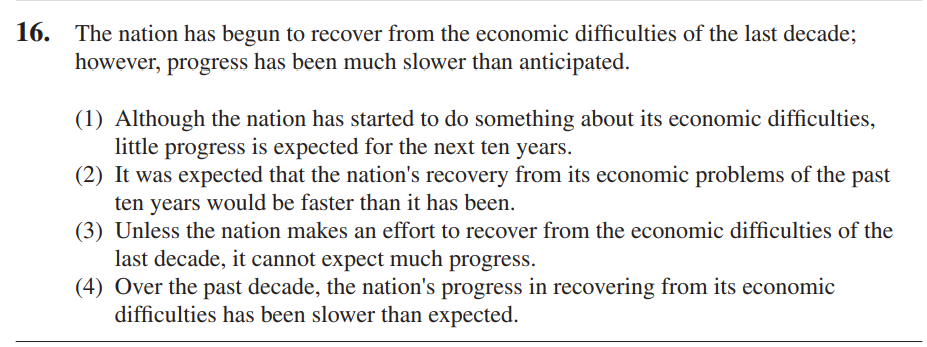 16. The nation has begun to recover from the economic difficulties of the last decade;
however, progress has been much slower than anticipated.
(1) Although the nation has started to do something about its economic difficulties,
little progress is expected for the next ten years.
(2) It was expected that the nation's recovery from its economic problems of the past
ten years would be faster than it has been.
(3) Unless the nation makes an effort to recover from the economic difficulties of the
last decade, it cannot expect much progress.
(4) Over the past decade, the nation's progress in recovering from its economic
difficulties has been slower than expected.